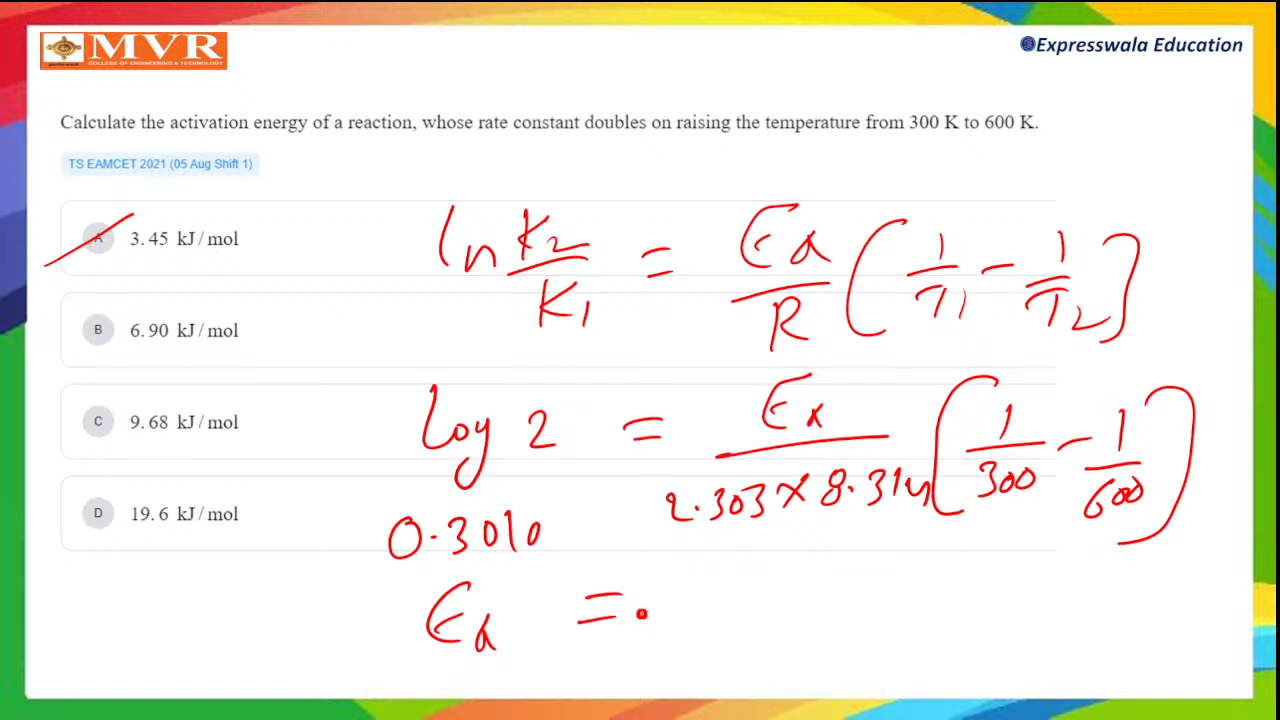 MVR
COLLEGE OF ENGINEERING & TECHNOLOGY
Expresswala Education
Calculate the activation energy of a reaction, whose rate constant doubles on raising the temperature from 300 K to 600 K.
TS EAMCET 2021 (05 Aug Shift 1)
A 3.45 kJ/mol
B 6.90 kJ/mol
C 9.68 kJ/mol
D 19.6 kJ/mol
ln K2/K1 = Ea/R (1/T1 - 1/T2)
log 2 = Ea/2.303 × 8.314 (1/300 - 1/600)
0.3010
Ea =